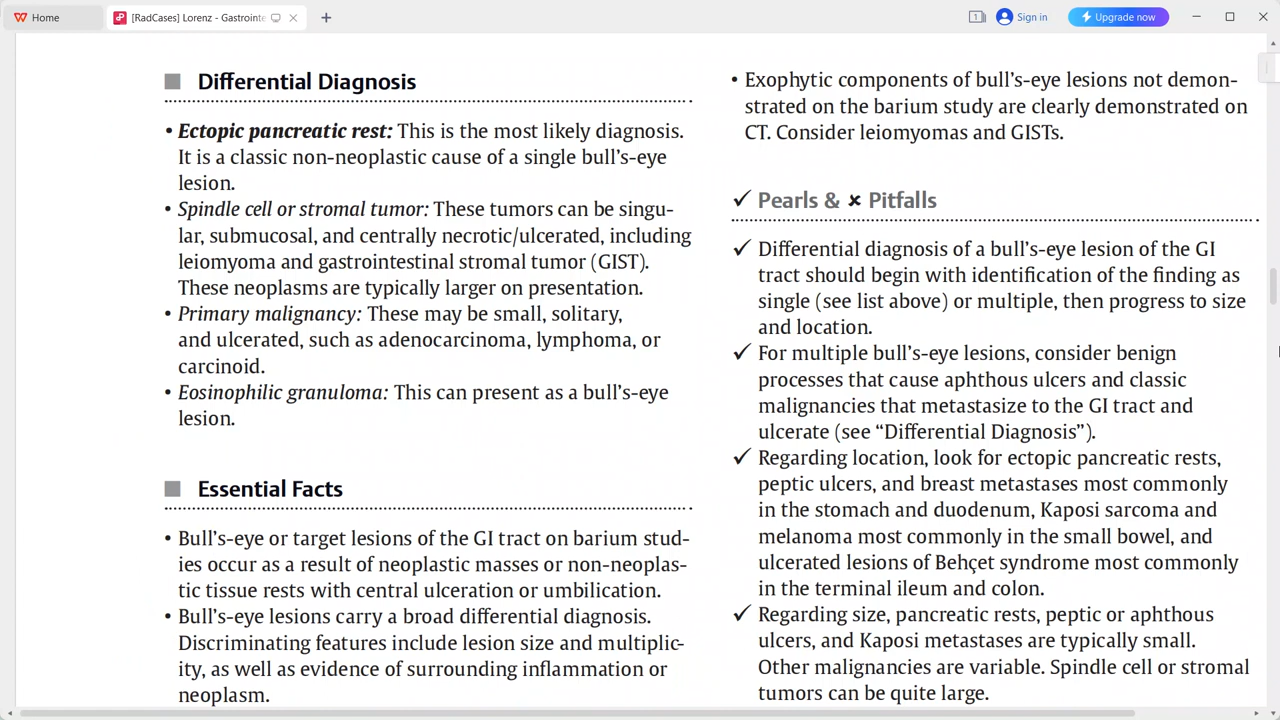 Home
[RadCases] Lorenz - Gastrointe
1
Sign in
Upgrade now
Differential Diagnosis
• Ectopic pancreatic rest: This is the most likely diagnosis.
It is a classic non-neoplastic cause of a single bull's-eye
lesion.
• Spindle cell or stromal tumor: These tumors can be singu-
lar, submucosal, and centrally necrotic/ulcerated, including
leiomyoma and gastrointestinal stromal tumor (GIST).
These neoplasms are typically larger on presentation.
• Primary malignancy: These may be small, solitary,
and ulcerated, such as adenocarcinoma, lymphoma, or
carcinoid.
• Eosinophilic granuloma: This can present as a bull's-eye
lesion.
Essential Facts
• Bull's-eye or target lesions of the GI tract on barium stud-
ies occur as a result of neoplastic masses or non-neoplas-
tic tissue rests with central ulceration or umbilication.
• Bull's-eye lesions carry a broad differential diagnosis.
Discriminating features include lesion size and multiplic-
ity, as well as evidence of surrounding inflammation or
neoplasm.
• Exophytic components of bull's-eye lesions not demon-
strated on the barium study are clearly demonstrated on
CT. Consider leiomyomas and GISTs.
✓ Pearls & ✖ Pitfalls
✓ Differential diagnosis of a bull's-eye lesion of the GI
tract should begin with identification of the finding as
single (see list above) or multiple, then progress to size
and location.
✓ For multiple bull's-eye lesions, consider benign
processes that cause aphthous ulcers and classic
malignancies that metastasize to the GI tract and
ulcerate (see “Differential Diagnosis”).
✓ Regarding location, look for ectopic pancreatic rests,
peptic ulcers, and breast metastases most commonly
in the stomach and duodenum, Kaposi sarcoma and
melanoma most commonly in the small bowel, and
ulcerated lesions of Behçet syndrome most commonly
in the terminal ileum and colon.
✓ Regarding size, pancreatic rests, peptic or aphthous
ulcers, and Kaposi metastases are typically small.
Other malignancies are variable. Spindle cell or stromal
tumors can be quite large.